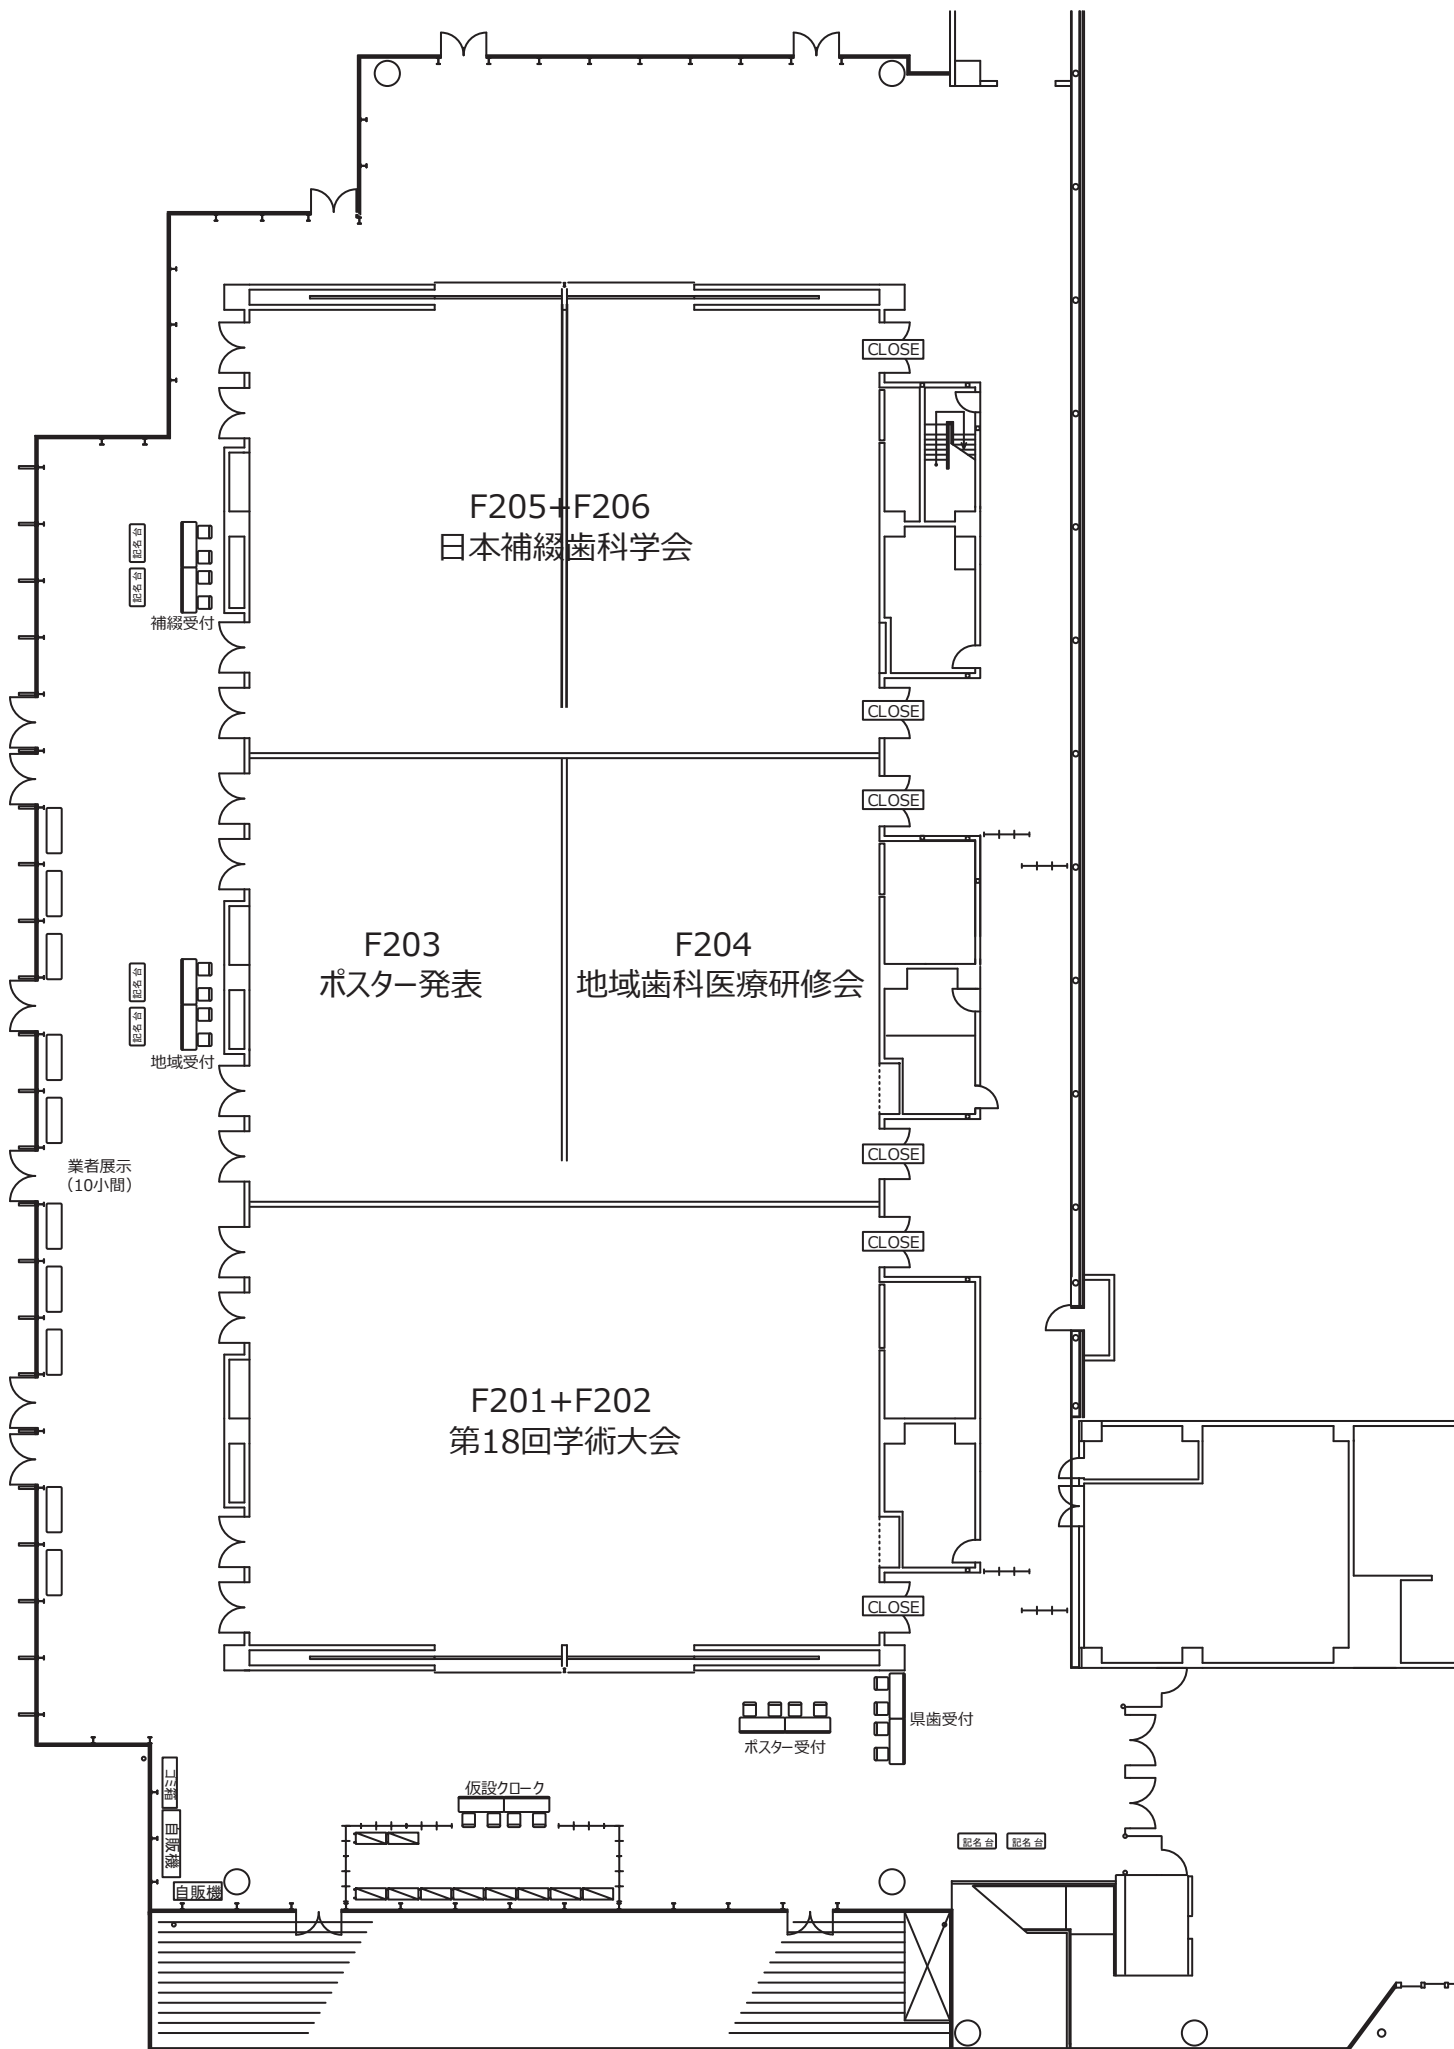 CLOSE
F205+F206
日本補綴歯科学会
記名台
記名台
補綴受付
CLOSE
CLOSE
F203
ポスター発表
F204
地域歯科医療研修会
記名台
記名台
地域受付
CLOSE
業者展示
(10小間)
CLOSE
F201+F202
第18回学術大会
CLOSE
県歯受付
ポスター受付
ゴミ箱
仮設クローク
自販機
記名台
記名台
自販機